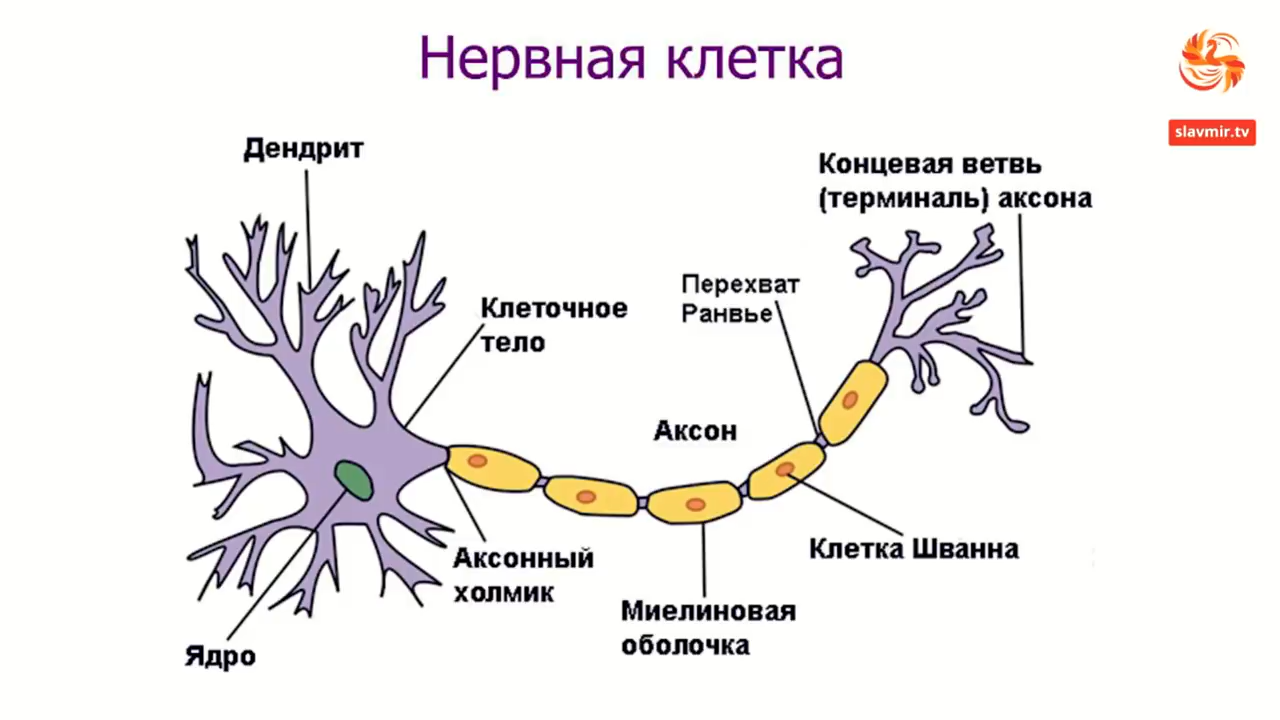 Нервная клетка
slavmir.tv
Дендрит
Концевая ветвь
(терминаль) аксона
Перехват
Ранвье
Клеточное
тело
Аксон
Аксонный
холмик
Клетка Шванна
Миелиновая
оболочка
Ядро